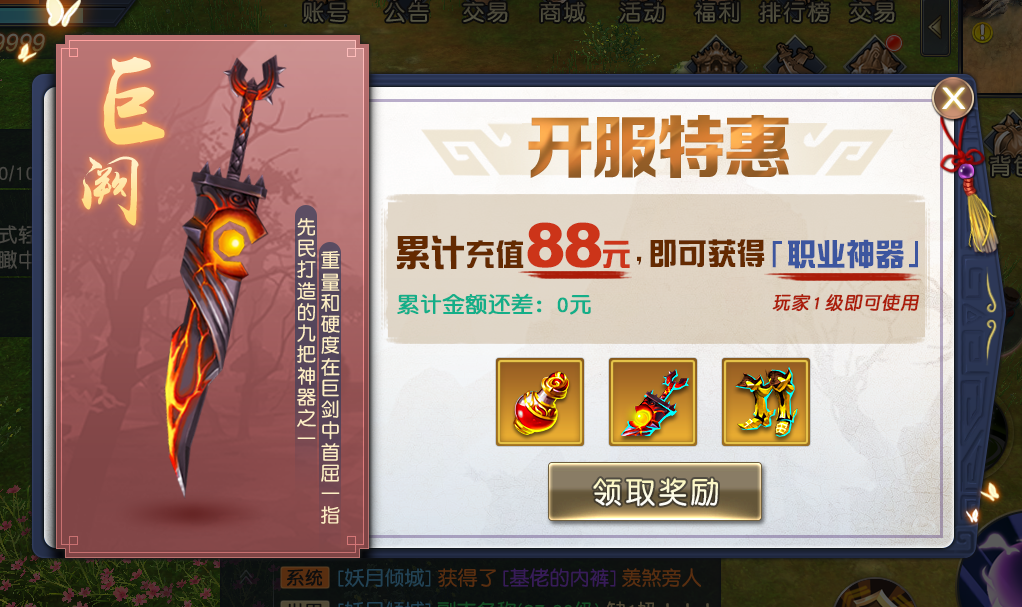 账号 公告 交易 商城 活动 福利 排行榜 交易
9999
巨阙
重量和硬度在巨剑中首屈一指
先民打造的九把神器之一
开服特惠
累计充值88元，即可获得「职业神器」
累计金额还差：0元
玩家1级即可使用
领取奖励
系统 [妖月倾城] 获得了 [基佬的内裤] 羡煞旁人